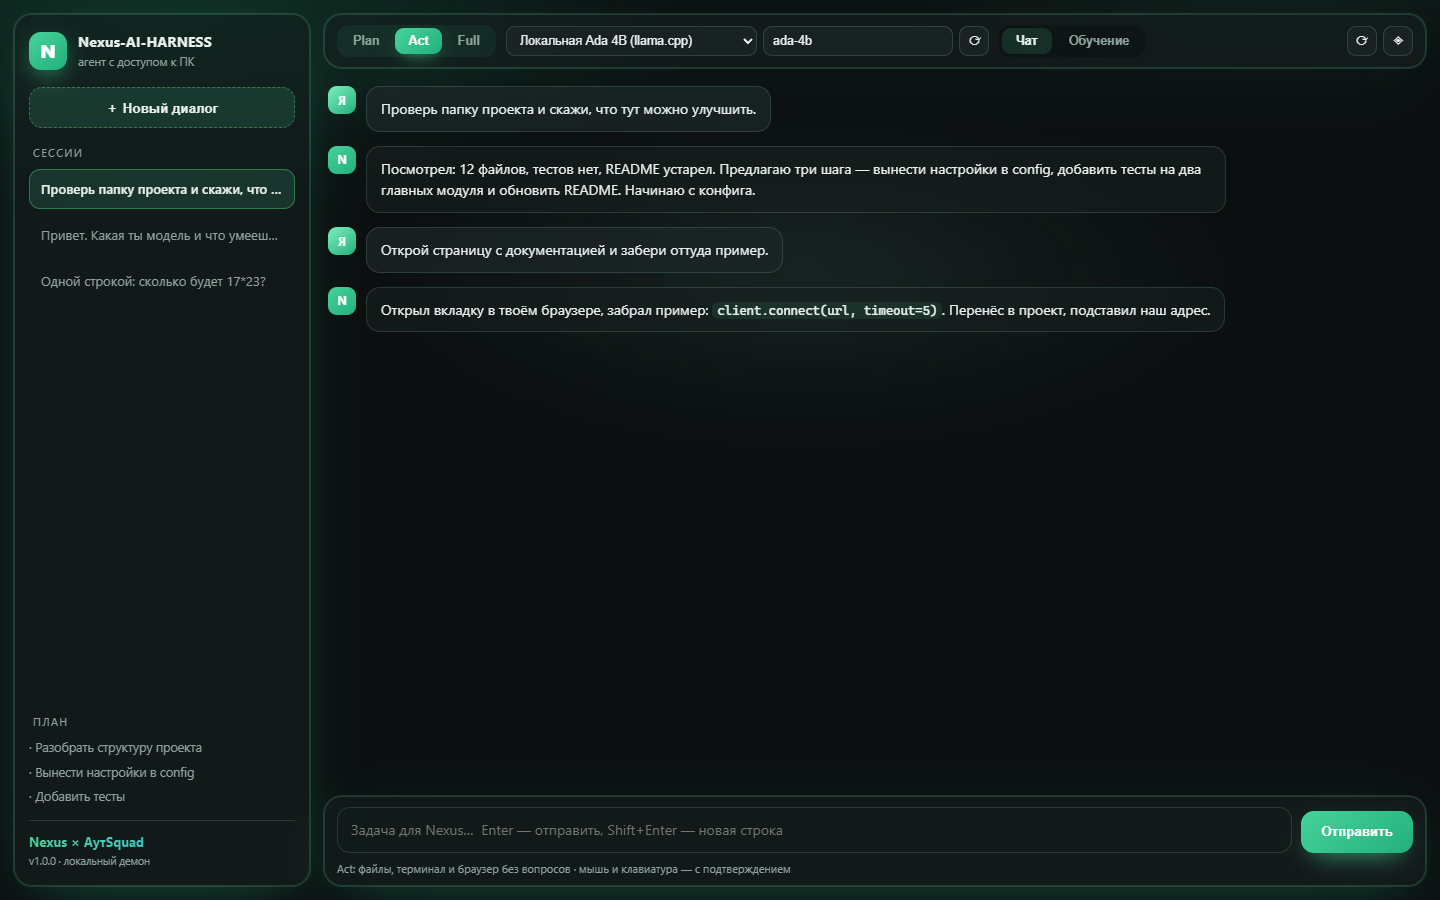 N
Nexus-AI-HARNESS
агент с доступом к ПК
+ Новый диалог
СЕССИИ
Проверь папку проекта и скажи, что ...
Привет. Какая ты модель и что умееш...
Одной строкой: сколько будет 17*23?
ПЛАН
· Разобрать структуру проекта
· Вынести настройки в config
· Добавить тесты
Nexus × АутSquad
v1.0.0 · локальный демон
Plan Act Full Локальная Ada 4B (llama.cpp) ada-4b Чат Обучение
Я
Проверь папку проекта и скажи, что тут можно улучшить.
N
Посмотрел: 12 файлов, тестов нет, README устарел. Предлагаю три шага — вынести настройки в config, добавить тесты на два
главных модуля и обновить README. Начинаю с конфига.
Я
Открой страницу с документацией и забери оттуда пример.
N
Открыл вкладку в твоём браузере, забрал пример: client.connect(url, timeout=5). Перенёс в проект, подставил наш адрес.
Задача для Nexus... Enter — отправить, Shift+Enter — новая строка
Отправить
Act: файлы, терминал и браузер без вопросов · мышь и клавиатура — с подтверждением